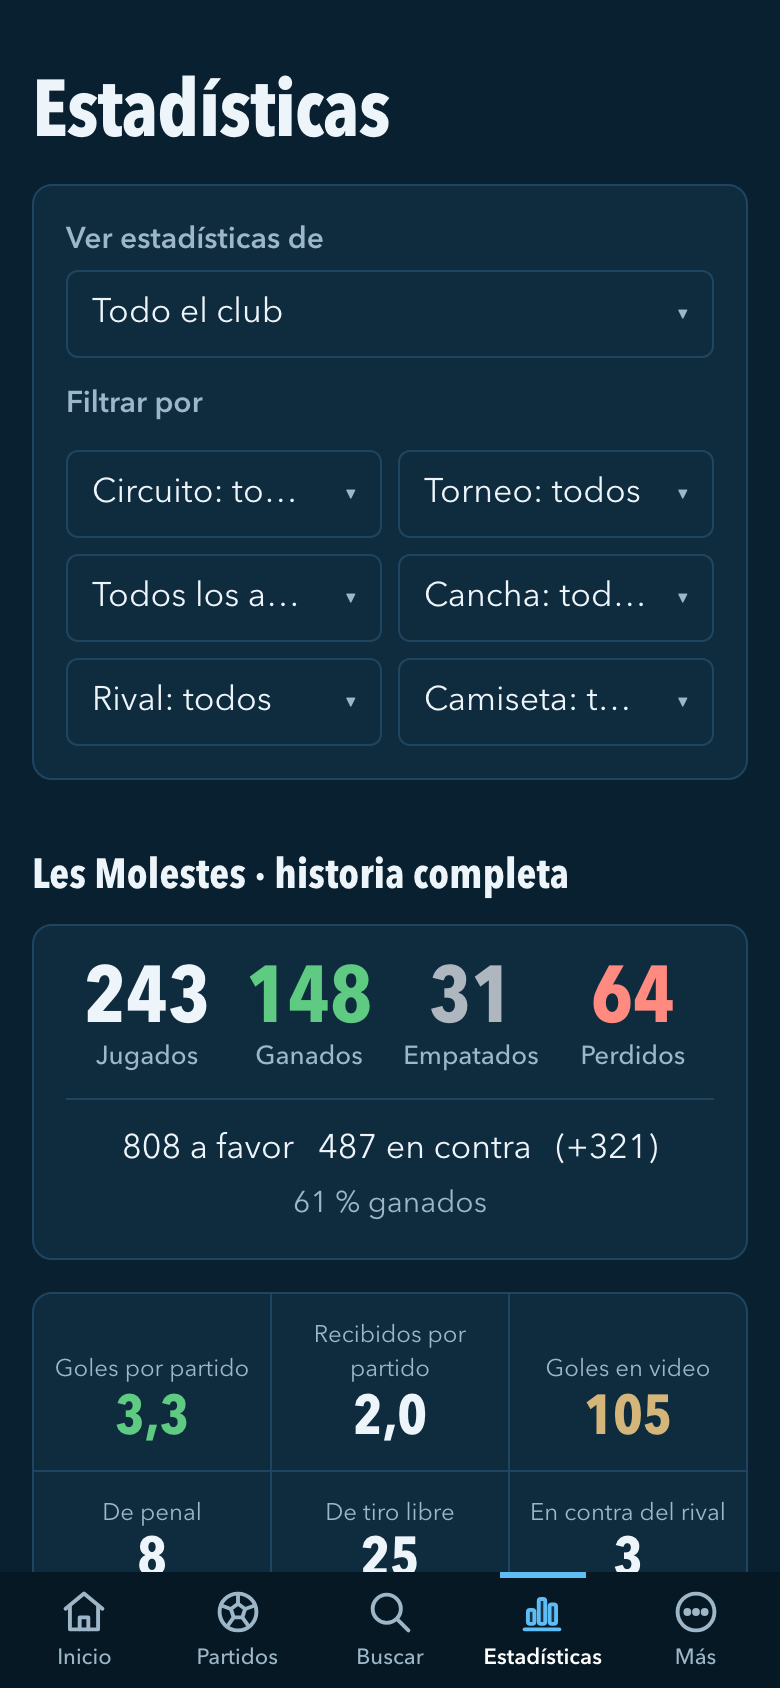 Estadísticas
Ver estadísticas de
Todo el club
Filtrar por
Circuito: to...
Torneo: todos
Todos los a...
Cancha: tod...
Rival: todos
Camiseta: t...
Les Molestes · historia completa
243 148 31 64
Jugados Ganados Empatados Perdidos
808 a favor 487 en contra (+321)
61 % ganados
Goles por partido
3,3
Recibidos por
partido
2,0
Goles en video
105
De penal
8
De tiro libre
25
En contra del rival
3
Inicio Partidos Buscar Estadísticas Más